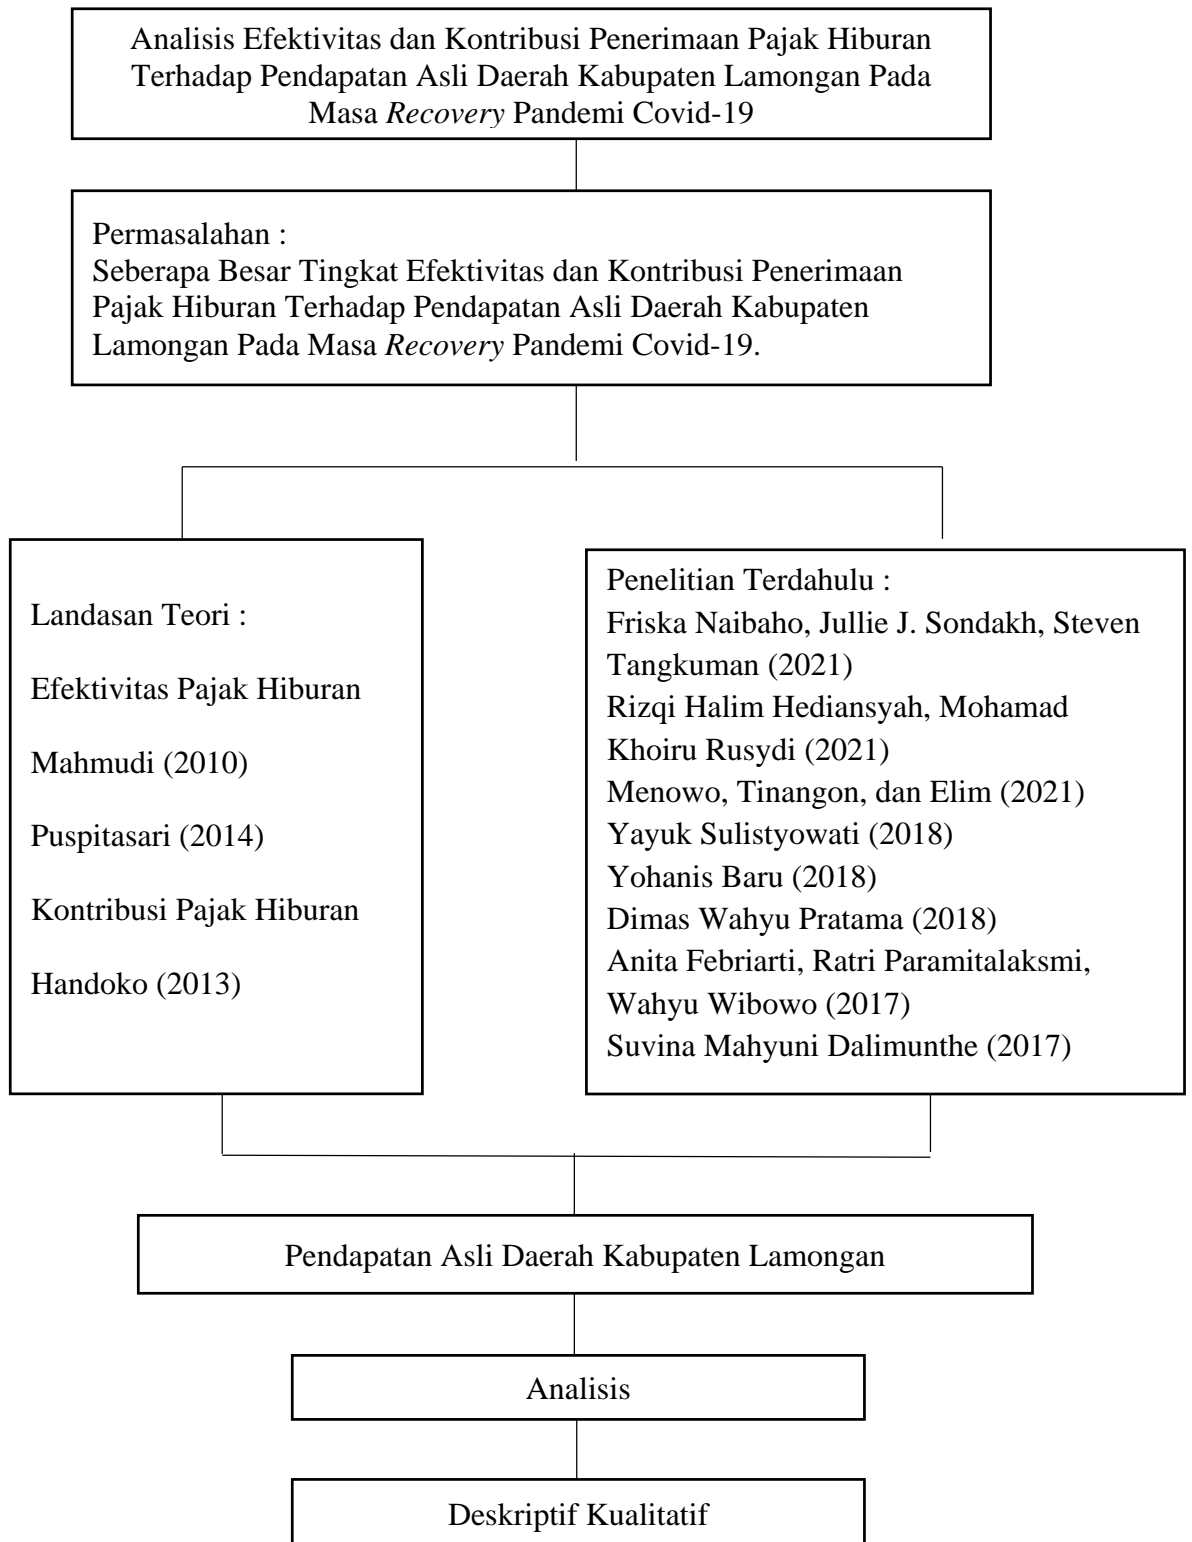 Analisis Efektivitas dan Kontribusi Penerimaan Pajak Hiburan
Terhadap Pendapatan Asli Daerah Kabupaten Lamongan Pada
Masa Recovery Pandemi Covid-19
Permasalahan :
Seberapa Besar Tingkat Efektivitas dan Kontribusi Penerimaan
Pajak Hiburan Terhadap Pendapatan Asli Daerah Kabupaten
Lamongan Pada Masa Recovery Pandemi Covid-19.
Landasan Teori :
Efektivitas Pajak Hiburan
Mahmudi (2010)
Puspitasari (2014)
Kontribusi Pajak Hiburan
Handoko (2013)
Penelitian Terdahulu :
Friska Naibaho, Jullie J. Sondakh, Steven
Tangkuman (2021)
Rizqi Halim Hediansyah, Mohamad
Khoiru Rusydi (2021)
Menowo, Tinangon, dan Elim (2021)
Yayuk Sulistyowati (2018)
Yohanis Baru (2018)
Dimas Wahyu Pratama (2018)
Anita Febriarti, Ratri Paramitalaksmi,
Wahyu Wibowo (2017)
Suvina Mahyuni Dalimunthe (2017)
Pendapatan Asli Daerah Kabupaten Lamongan
Analisis
Deskriptif Kualitatif